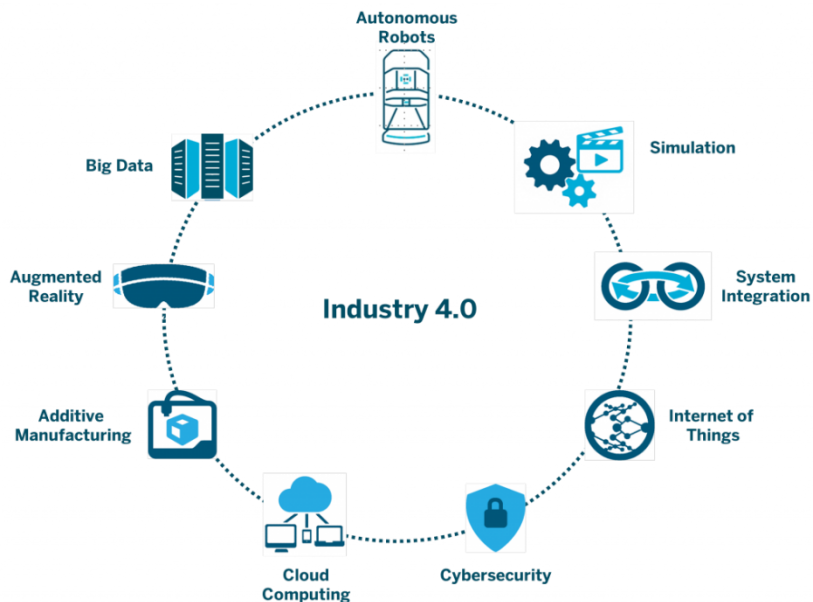 Autonomous
Robots
Simulation
Big Data
System
Integration
Augmented
Reality
Industry 4.0
Internet of
Things
Additive
Manufacturing
Cybersecurity
Cloud
Computing